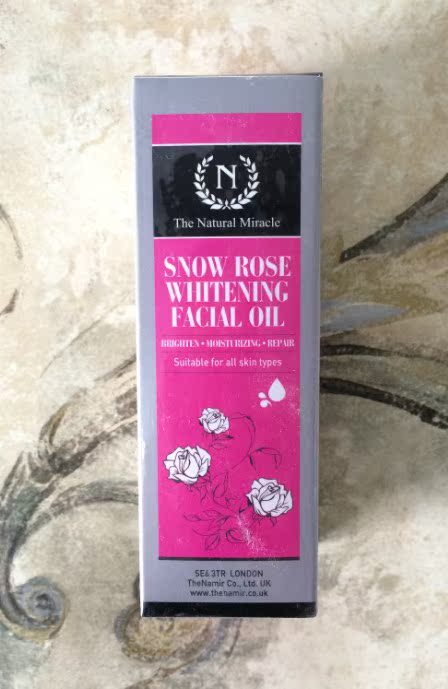 N
The Natural Miracle
SNOW ROSE
WHITENING
FACIAL OIL
BRIGHTEN • MOISTURIZING • REPAIR
Suitable for all skin types
SE6 3TR LONDON
TheNamir Co., Ltd. UK
www.thenamir.co.uk